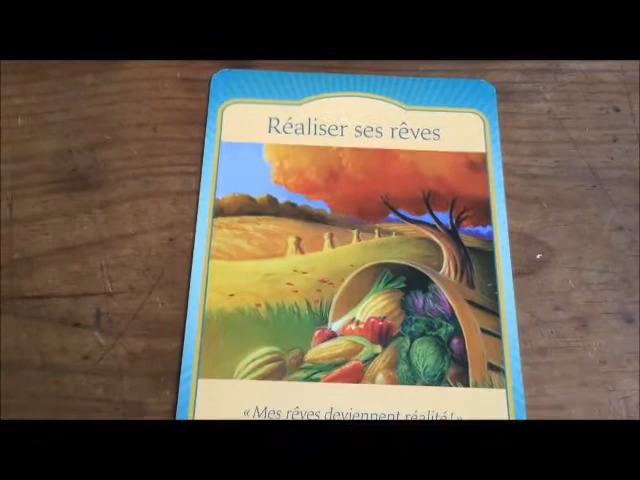 Réaliser ses rêves
« Mes rêves deviennent réalité ! »